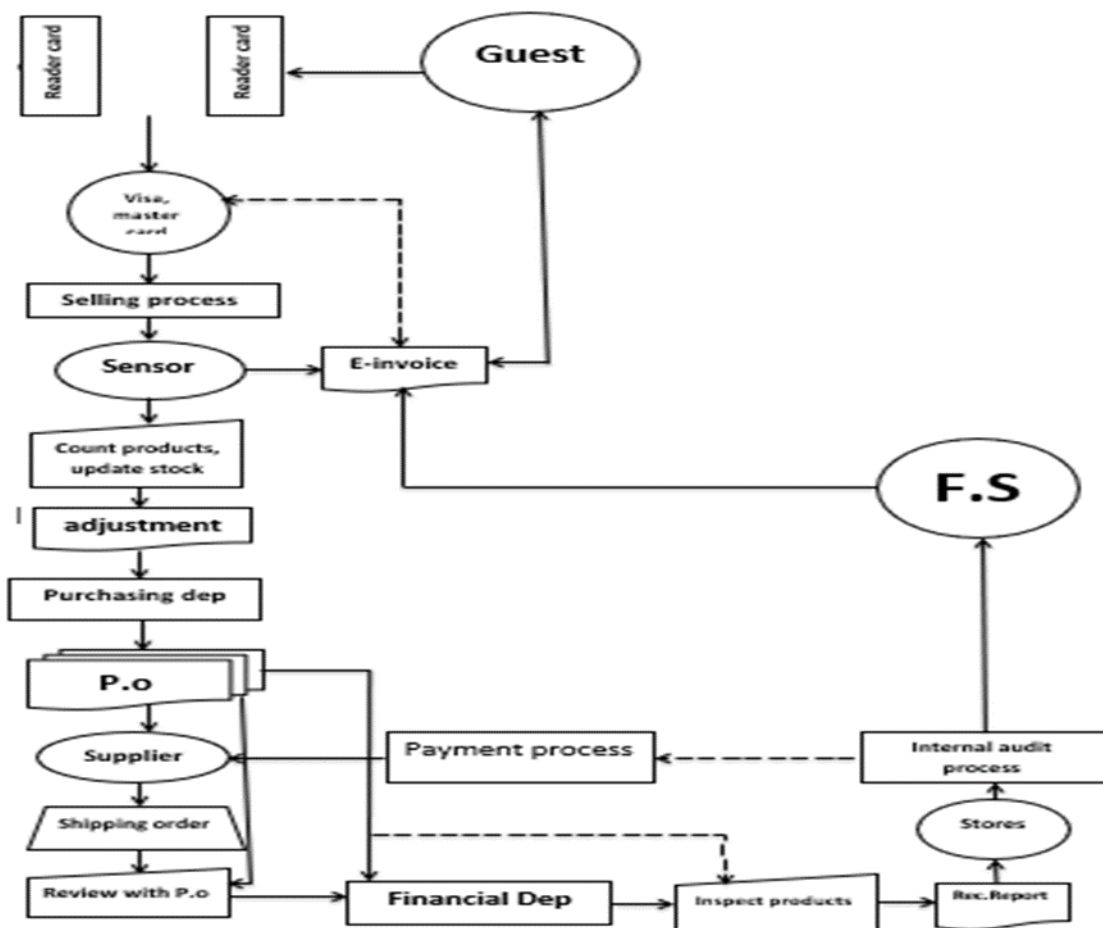 Reader card
Reader card
Guest
Visa,
master
card
Selling process
Sensor
E-invoice
Count products,
update stock
F.S
adjustment
Purchasing dep
P.o
Supplier
Payment process
Internal audit
process
Shipping order
Stores
Review with P.o
Financial Dep
Inspect products
Rec.Report